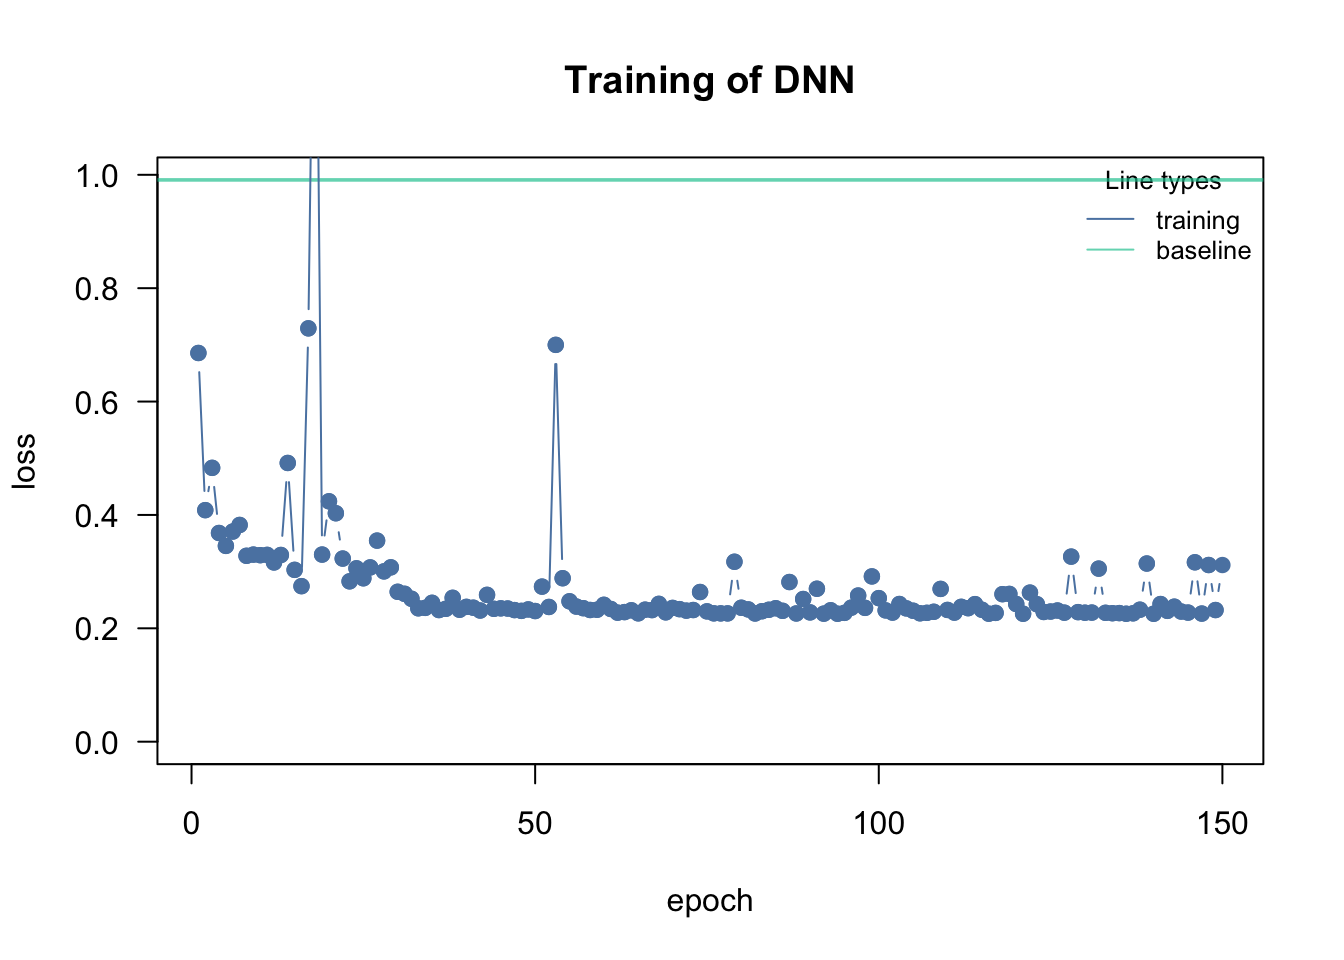 Training of DNN
1.0
0.8
0.6
0.4
0.2
0.0
loss
Line types
training
baseline
0 50 100 150
epoch